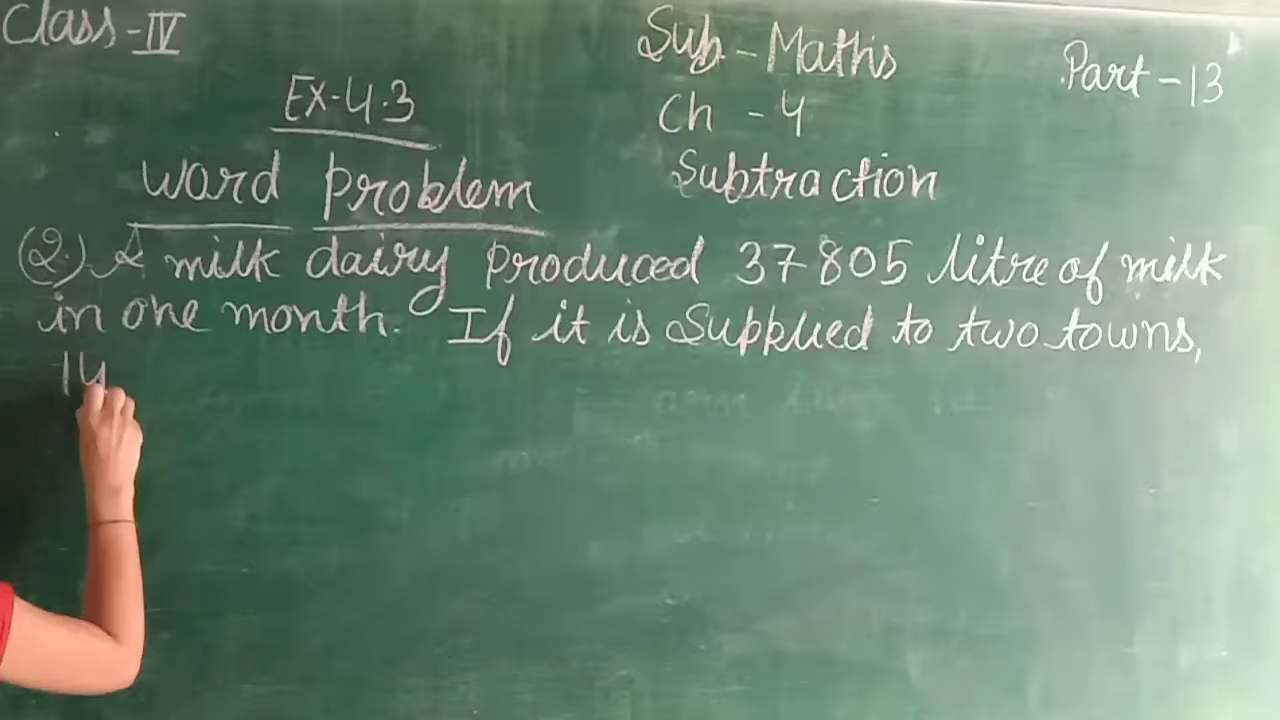 Class-IV
Sub-Maths
Part-13
Ex-4.3
Ch-4
word problem
Subtraction
(2) A milk dairy produced 37805 litre of milk
in one month. If it is Supplied to two towns,
14